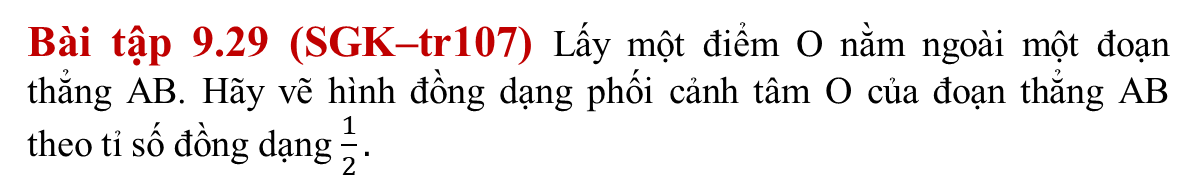 Bài tập 9.29 (SGK–tr107) Lấy một điểm O nằm ngoài một đoạn
thẳng AB. Hãy vẽ hình đồng dạng phối cảnh tâm O của đoạn thẳng AB
theo tỉ số đồng dạng 1/2.